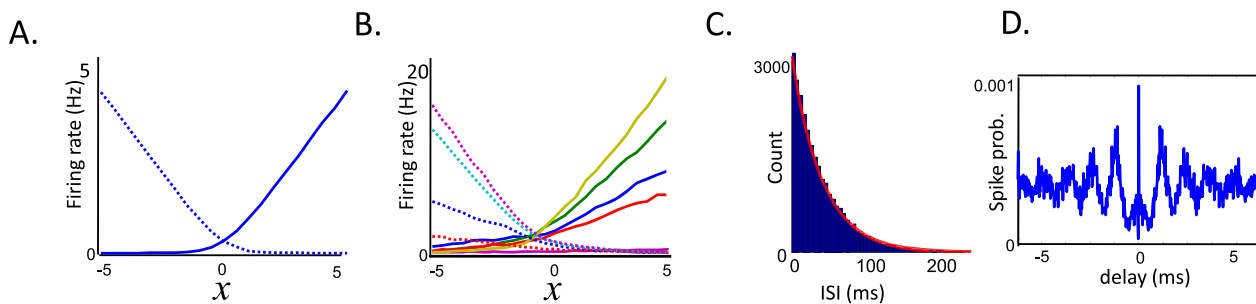 A.
5
Firing rate (Hz)
0
-5 0 5
x
B.
20
Firing rate (Hz)
0
-5 0 5
x
C.
3000
Count
0
0 100 200
ISI (ms)
D.
0.001
Spike prob.
0
-5 0 5
delay (ms)